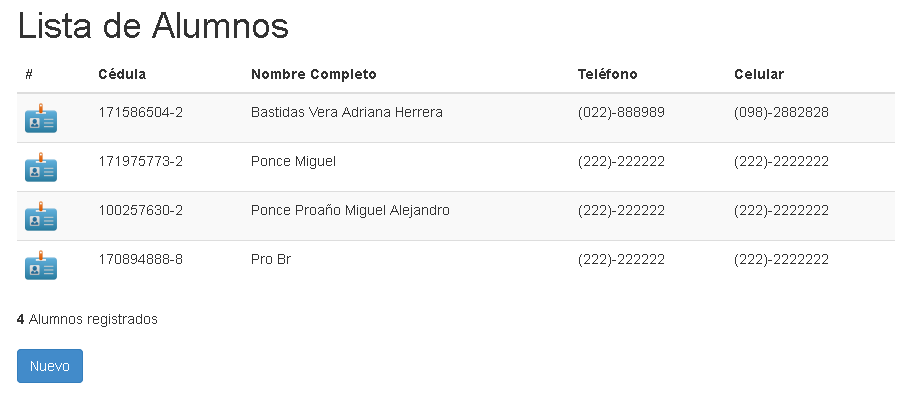 Lista de Alumnos
# Cédula Nombre Completo Teléfono Celular
171586504-2 Bastidas Vera Adriana Herrera (022)-888989 (098)-2882828
171975773-2 Ponce Miguel (222)-222222 (222)-2222222
100257630-2 Ponce Proaño Miguel Alejandro (222)-222222 (222)-2222222
170894888-8 Pro Br (222)-222222 (222)-2222222
4 Alumnos registrados
Nuevo